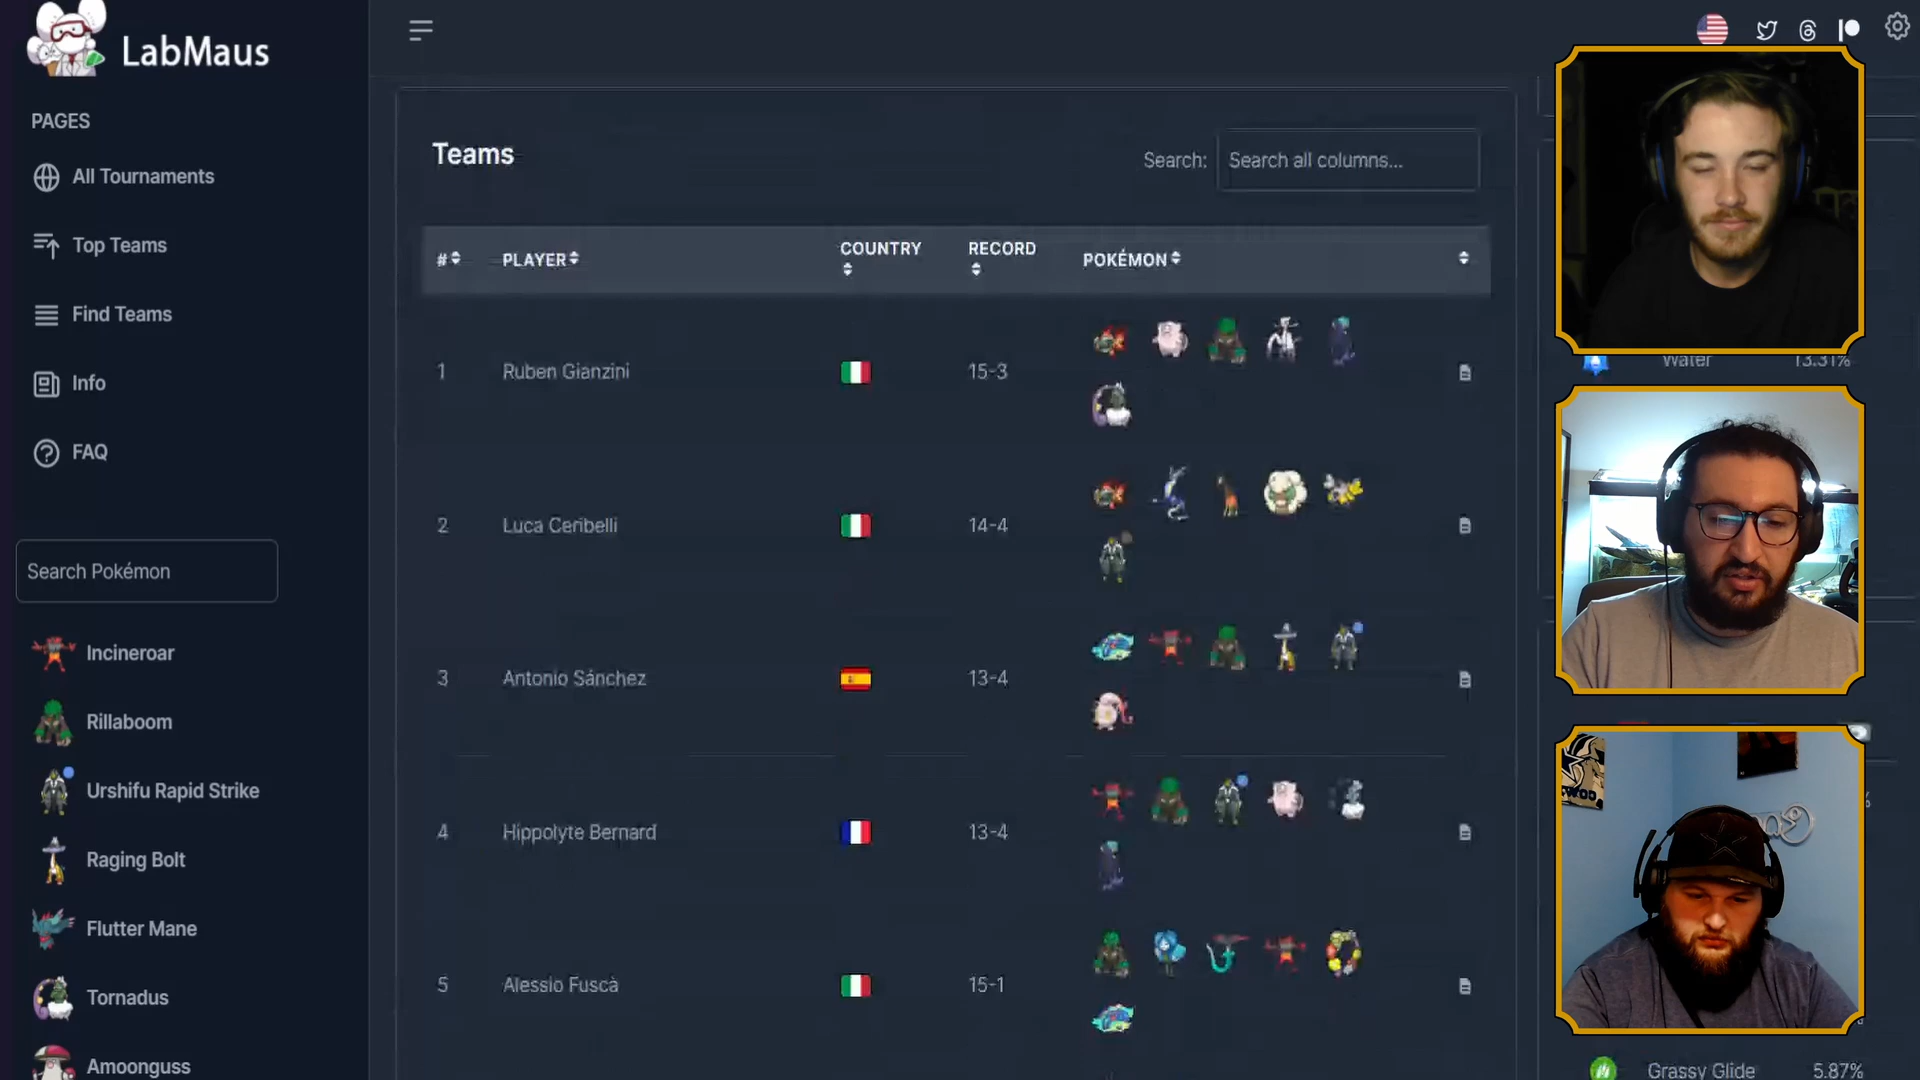 LabMaus
PAGES
All Tournaments
Top Teams
Find Teams
Info
FAQ
Search Pokémon
Incineroar
Rillaboom
Urshifu Rapid Strike
Raging Bolt
Flutter Mane
Tornadus
Amoonguss
Teams
Search: Search all columns...
# PLAYER COUNTRY RECORD POKÉMON
1 Ruben Gianzini 15-3
2 Luca Ceribelli 14-4
3 Antonio Sánchez 13-4
4 Hippolyte Bernard 13-4
5 Alessio Fuscà 15-1
Water 13.31%
Grassy Glide 5.87%